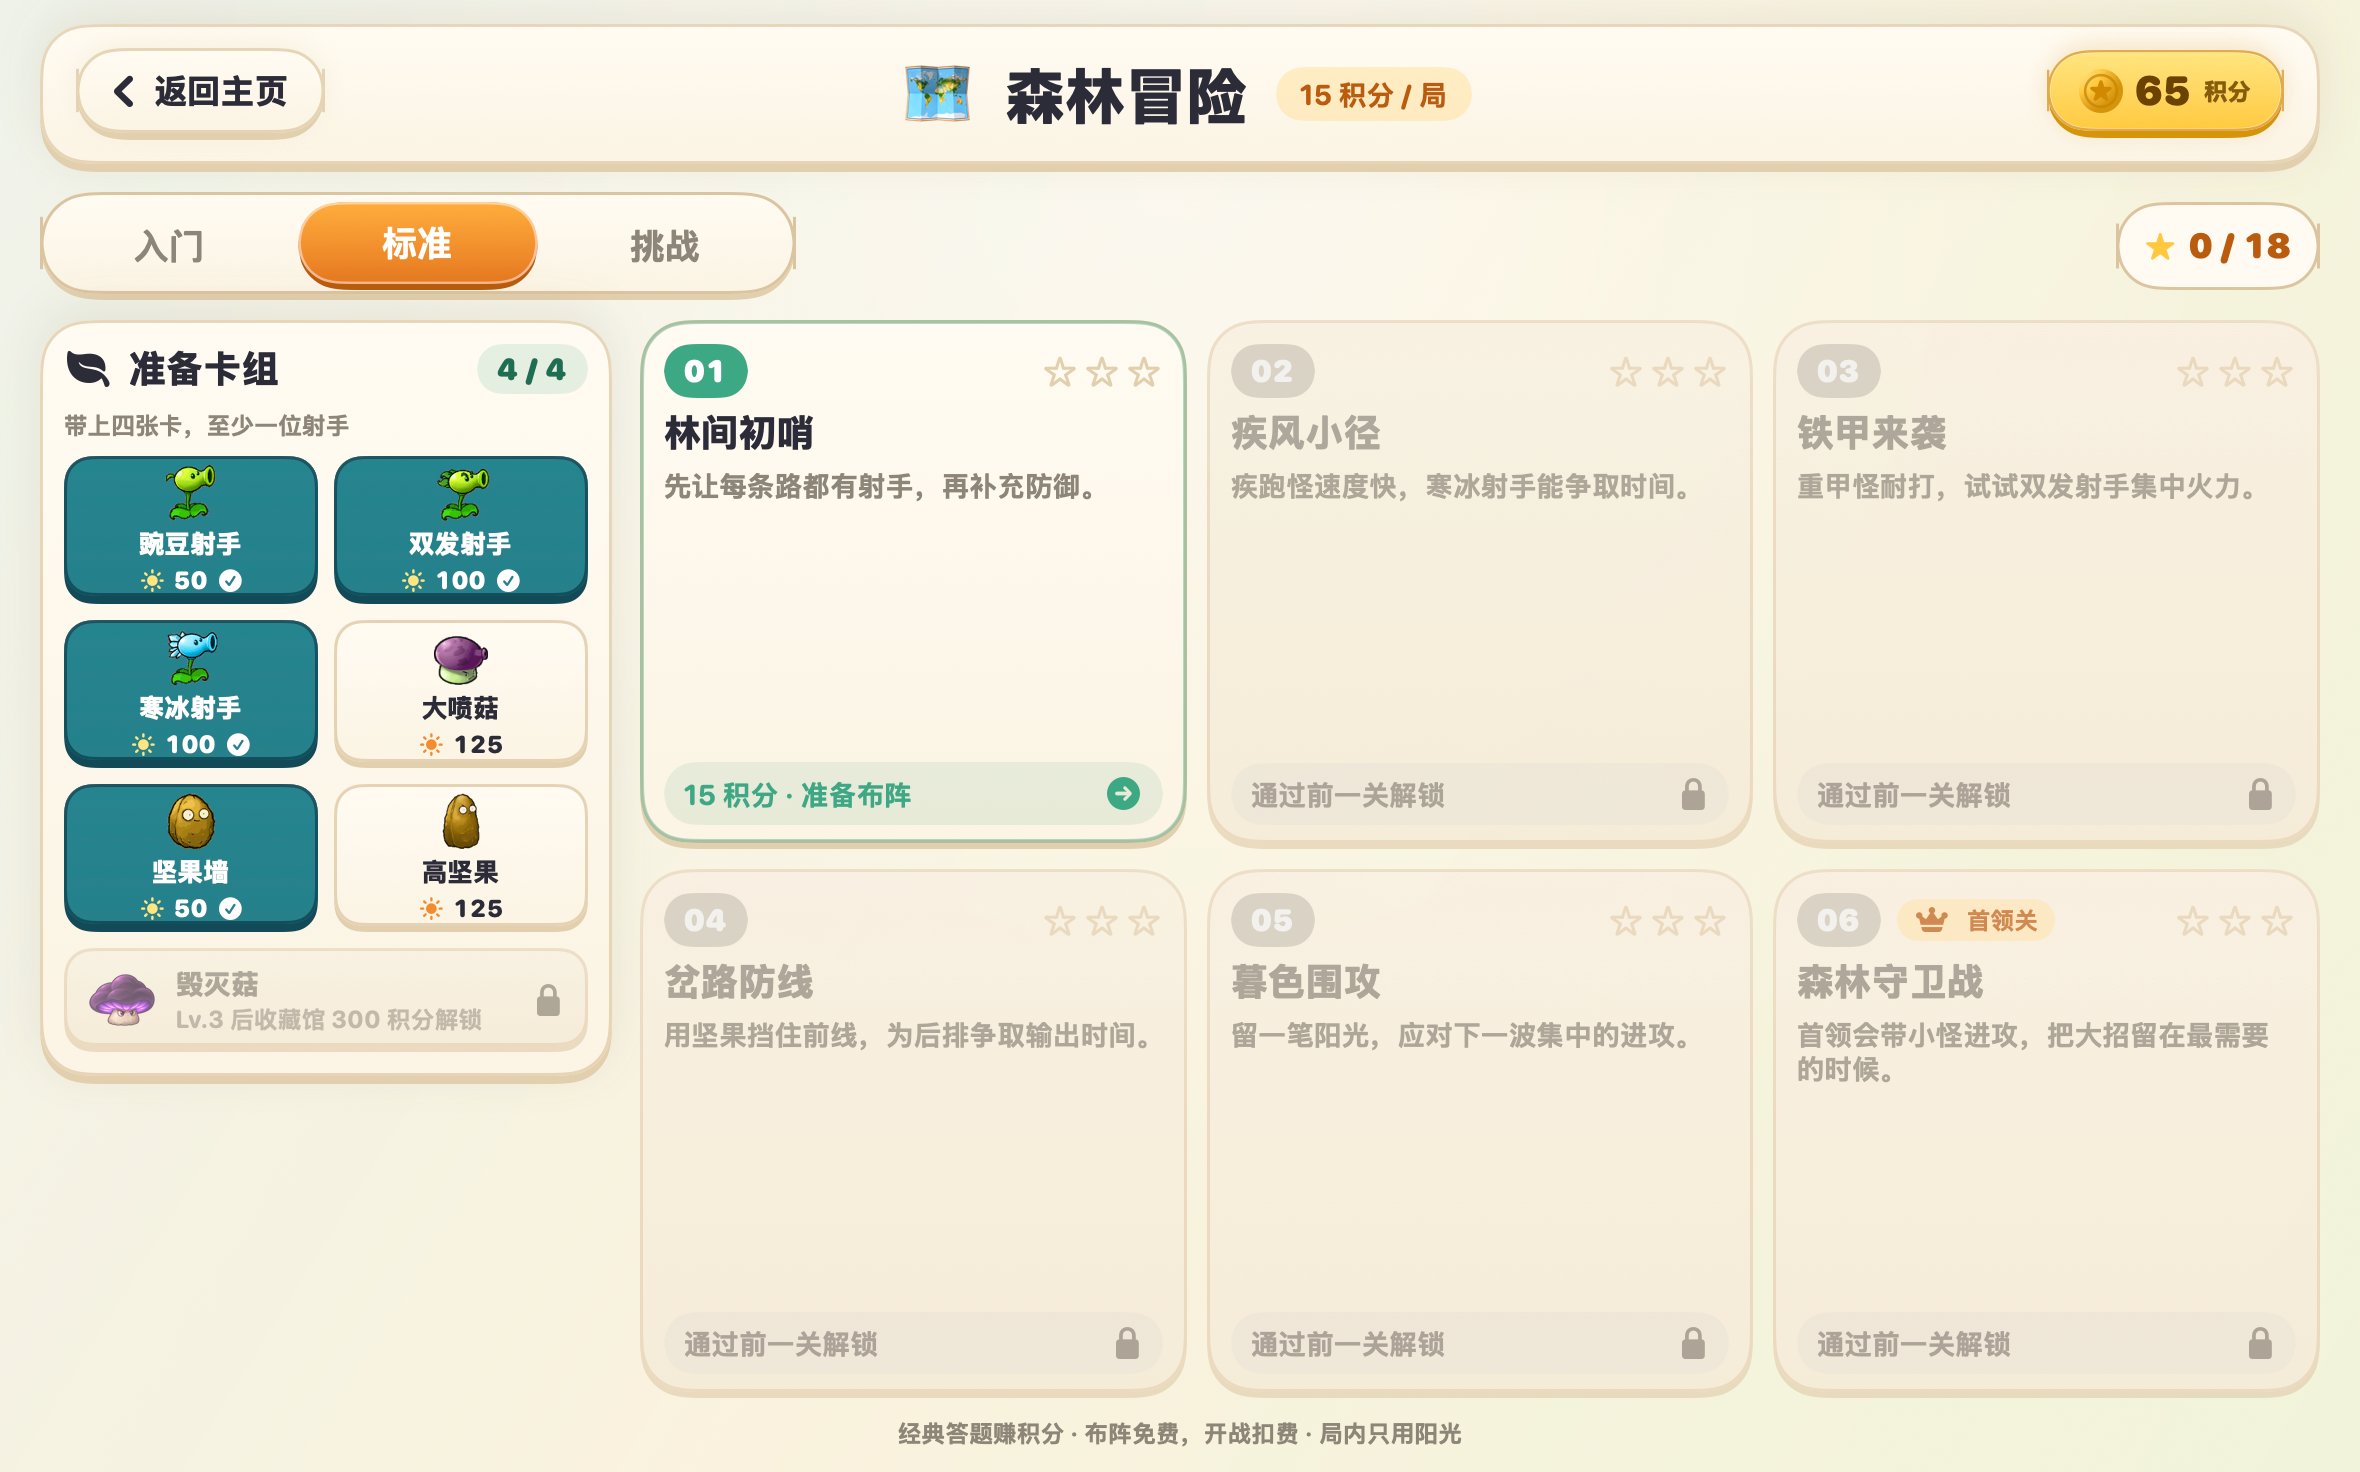 返回主页
森林冒险
15 积分 / 局
65 积分
入门
标准
挑战
0 / 18
准备卡组
4 / 4
带上四张卡，至少一位射手
豌豆射手
50
双发射手
100
寒冰射手
100
大喷菇
125
坚果墙
50
高坚果
125
毁灭菇
Lv.3 后收藏馆 300 积分解锁
01
林间初哨
先让每条路都有射手，再补充防御。
15 积分 · 准备布阵
02
疾风小径
疾跑怪速度快，寒冰射手能争取时间。
通过前一关解锁
03
铁甲来袭
重甲怪耐打，试试双发射手集中火力。
通过前一关解锁
04
岔路防线
用坚果挡住前线，为后排争取输出时间。
通过前一关解锁
05
暮色围攻
留一笔阳光，应对下一波集中的进攻。
通过前一关解锁
06
首领关
森林守卫战
首领会带小怪进攻，把大招留在最需要
的时候。
通过前一关解锁
经典答题赚积分 · 布阵免费，开战扣费 · 局内只用阳光